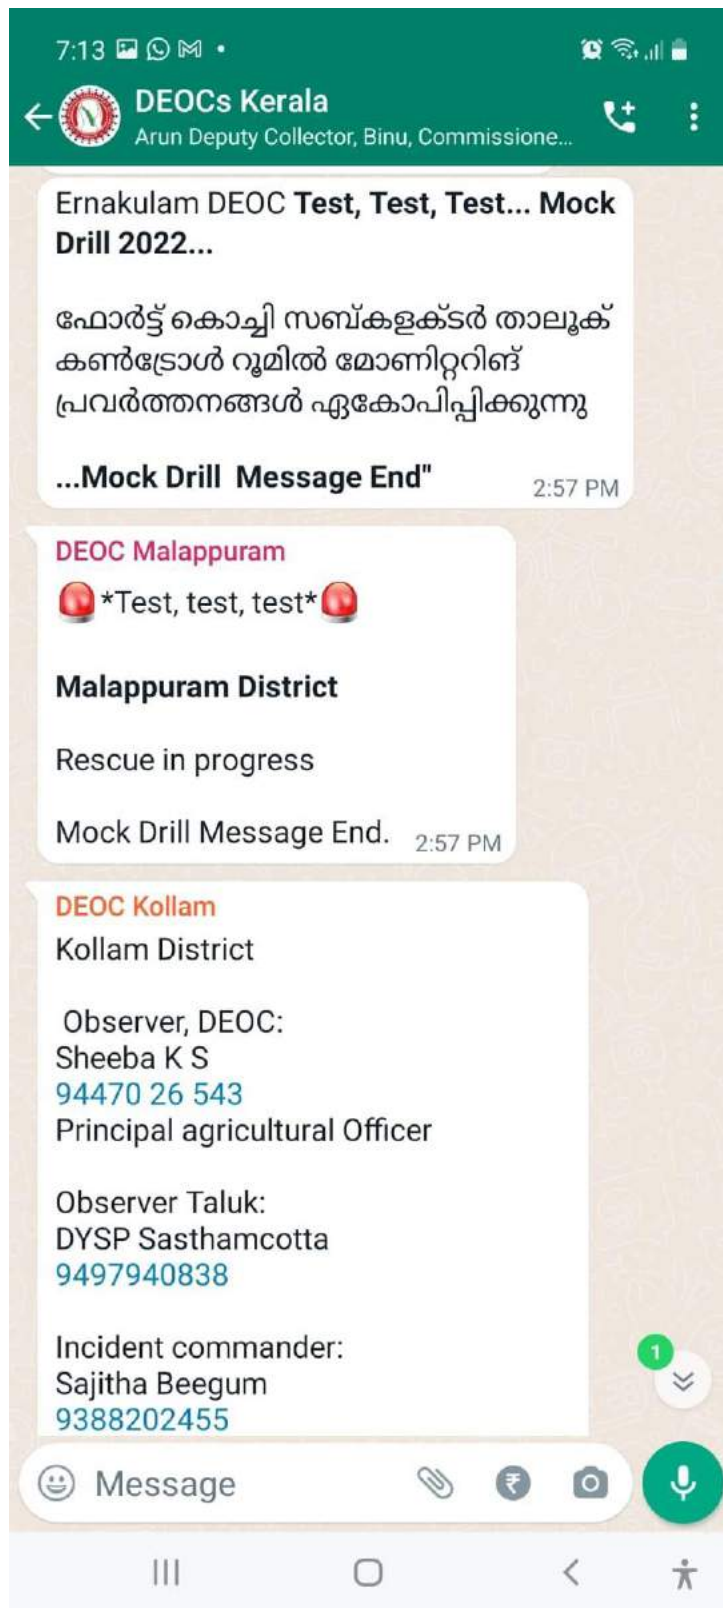 7:13
DEOCs Kerala
Arun Deputy Collector, Binu, Commissione...
Ernakulam DEOC Test, Test, Test... Mock
Drill 2022...
ഫോർട്ട് കൊച്ചി സബ്കളക്ടർ താലൂക്
കൺട്രോൾ റൂമിൽ മോണിറ്ററിങ്
പ്രവർത്തനങ്ങൾ ഏകോപിപ്പിക്കുന്നു
...Mock Drill  Message End"
2:57 PM
DEOC Malappuram
*Test, test, test*
Malappuram District
Rescue in progress
Mock Drill Message End. 2:57 PM
DEOC Kollam
Kollam District
Observer, DEOC:
Sheeba K S
94470 26 543
Principal agricultural Officer
Observer Taluk:
DYSP Sasthamcotta
9497940838
Incident commander:
Sajitha Beegum
9388202455
1
Message